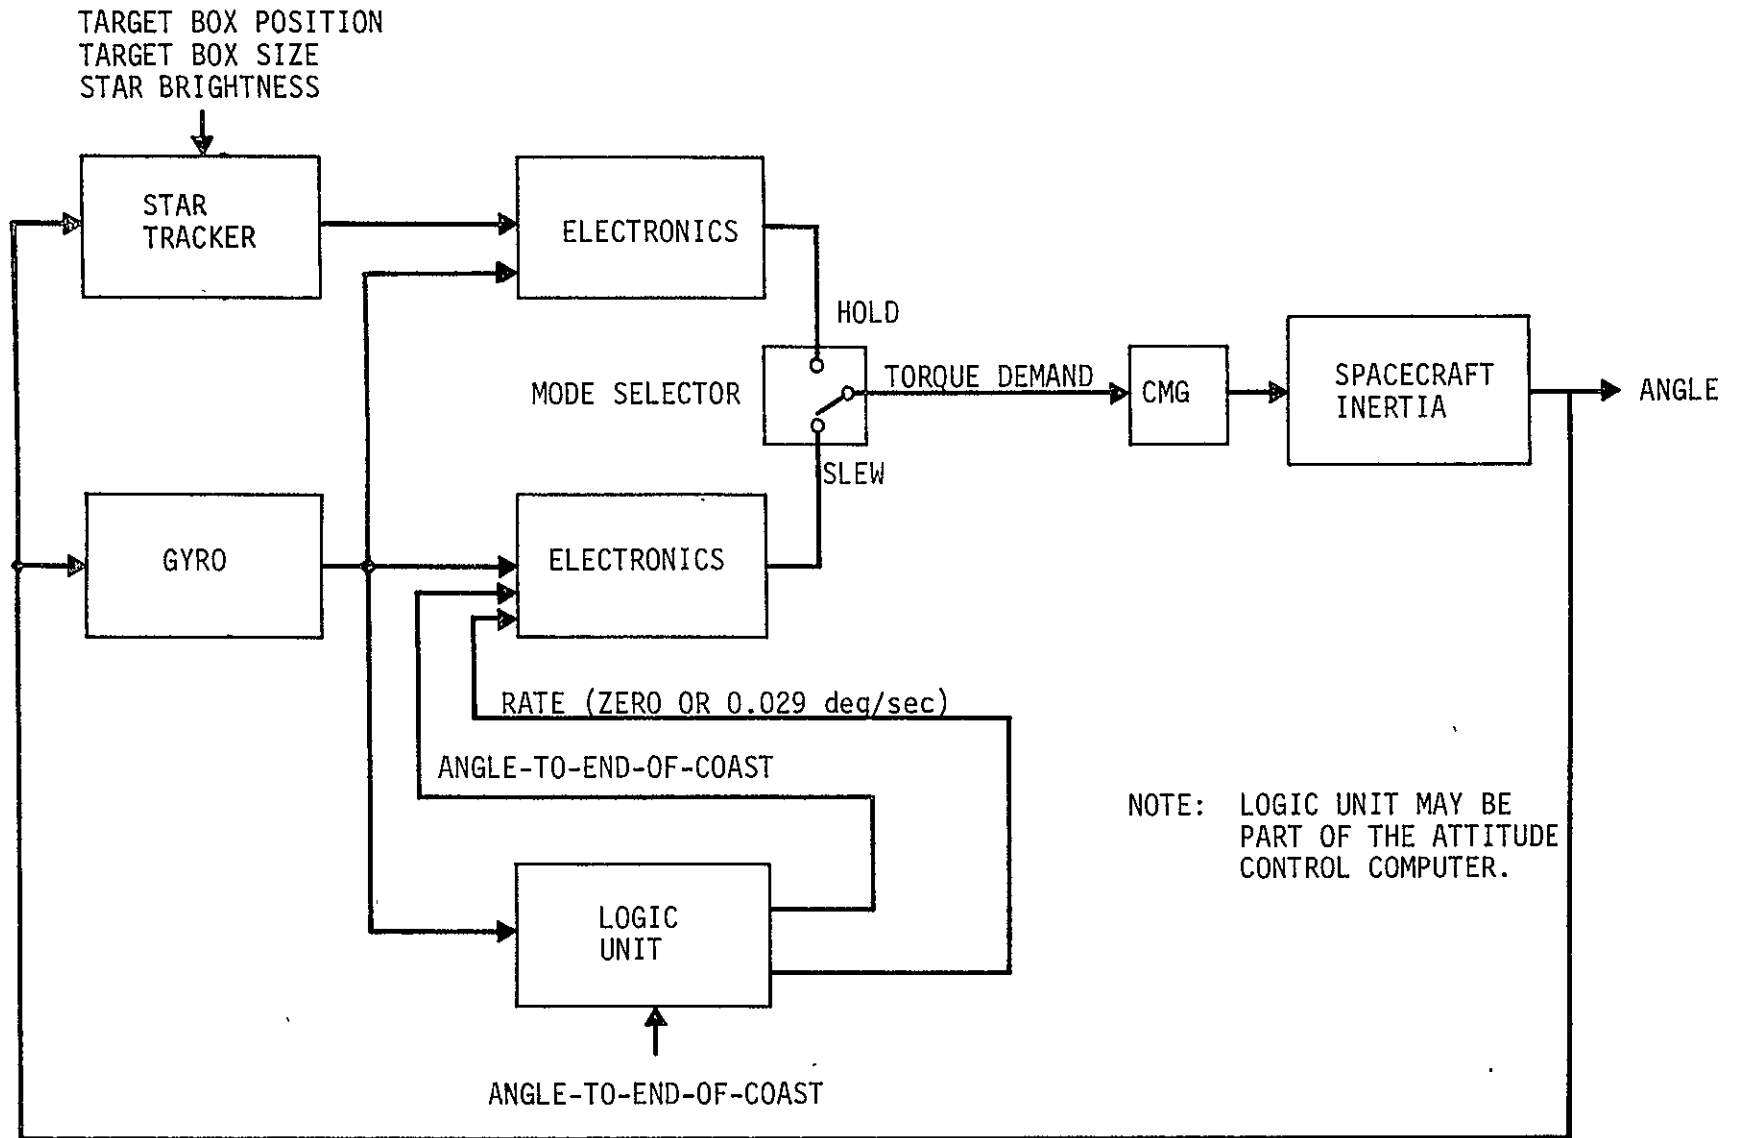 TARGET BOX POSITION
TARGET BOX SIZE
STAR BRIGHTNESS
STAR
TRACKER
ELECTRONICS
HOLD
MODE SELECTOR
TORQUE DEMAND
CMG
SPACECRAFT
INERTIA
ANGLE
SLEW
GYRO
ELECTRONICS
RATE (ZERO OR 0.029 deg/sec)
ANGLE-TO-END-OF-COAST
NOTE: LOGIC UNIT MAY BE
PART OF THE ATTITUDE
CONTROL COMPUTER.
LOGIC
UNIT
ANGLE-TO-END-OF-COAST